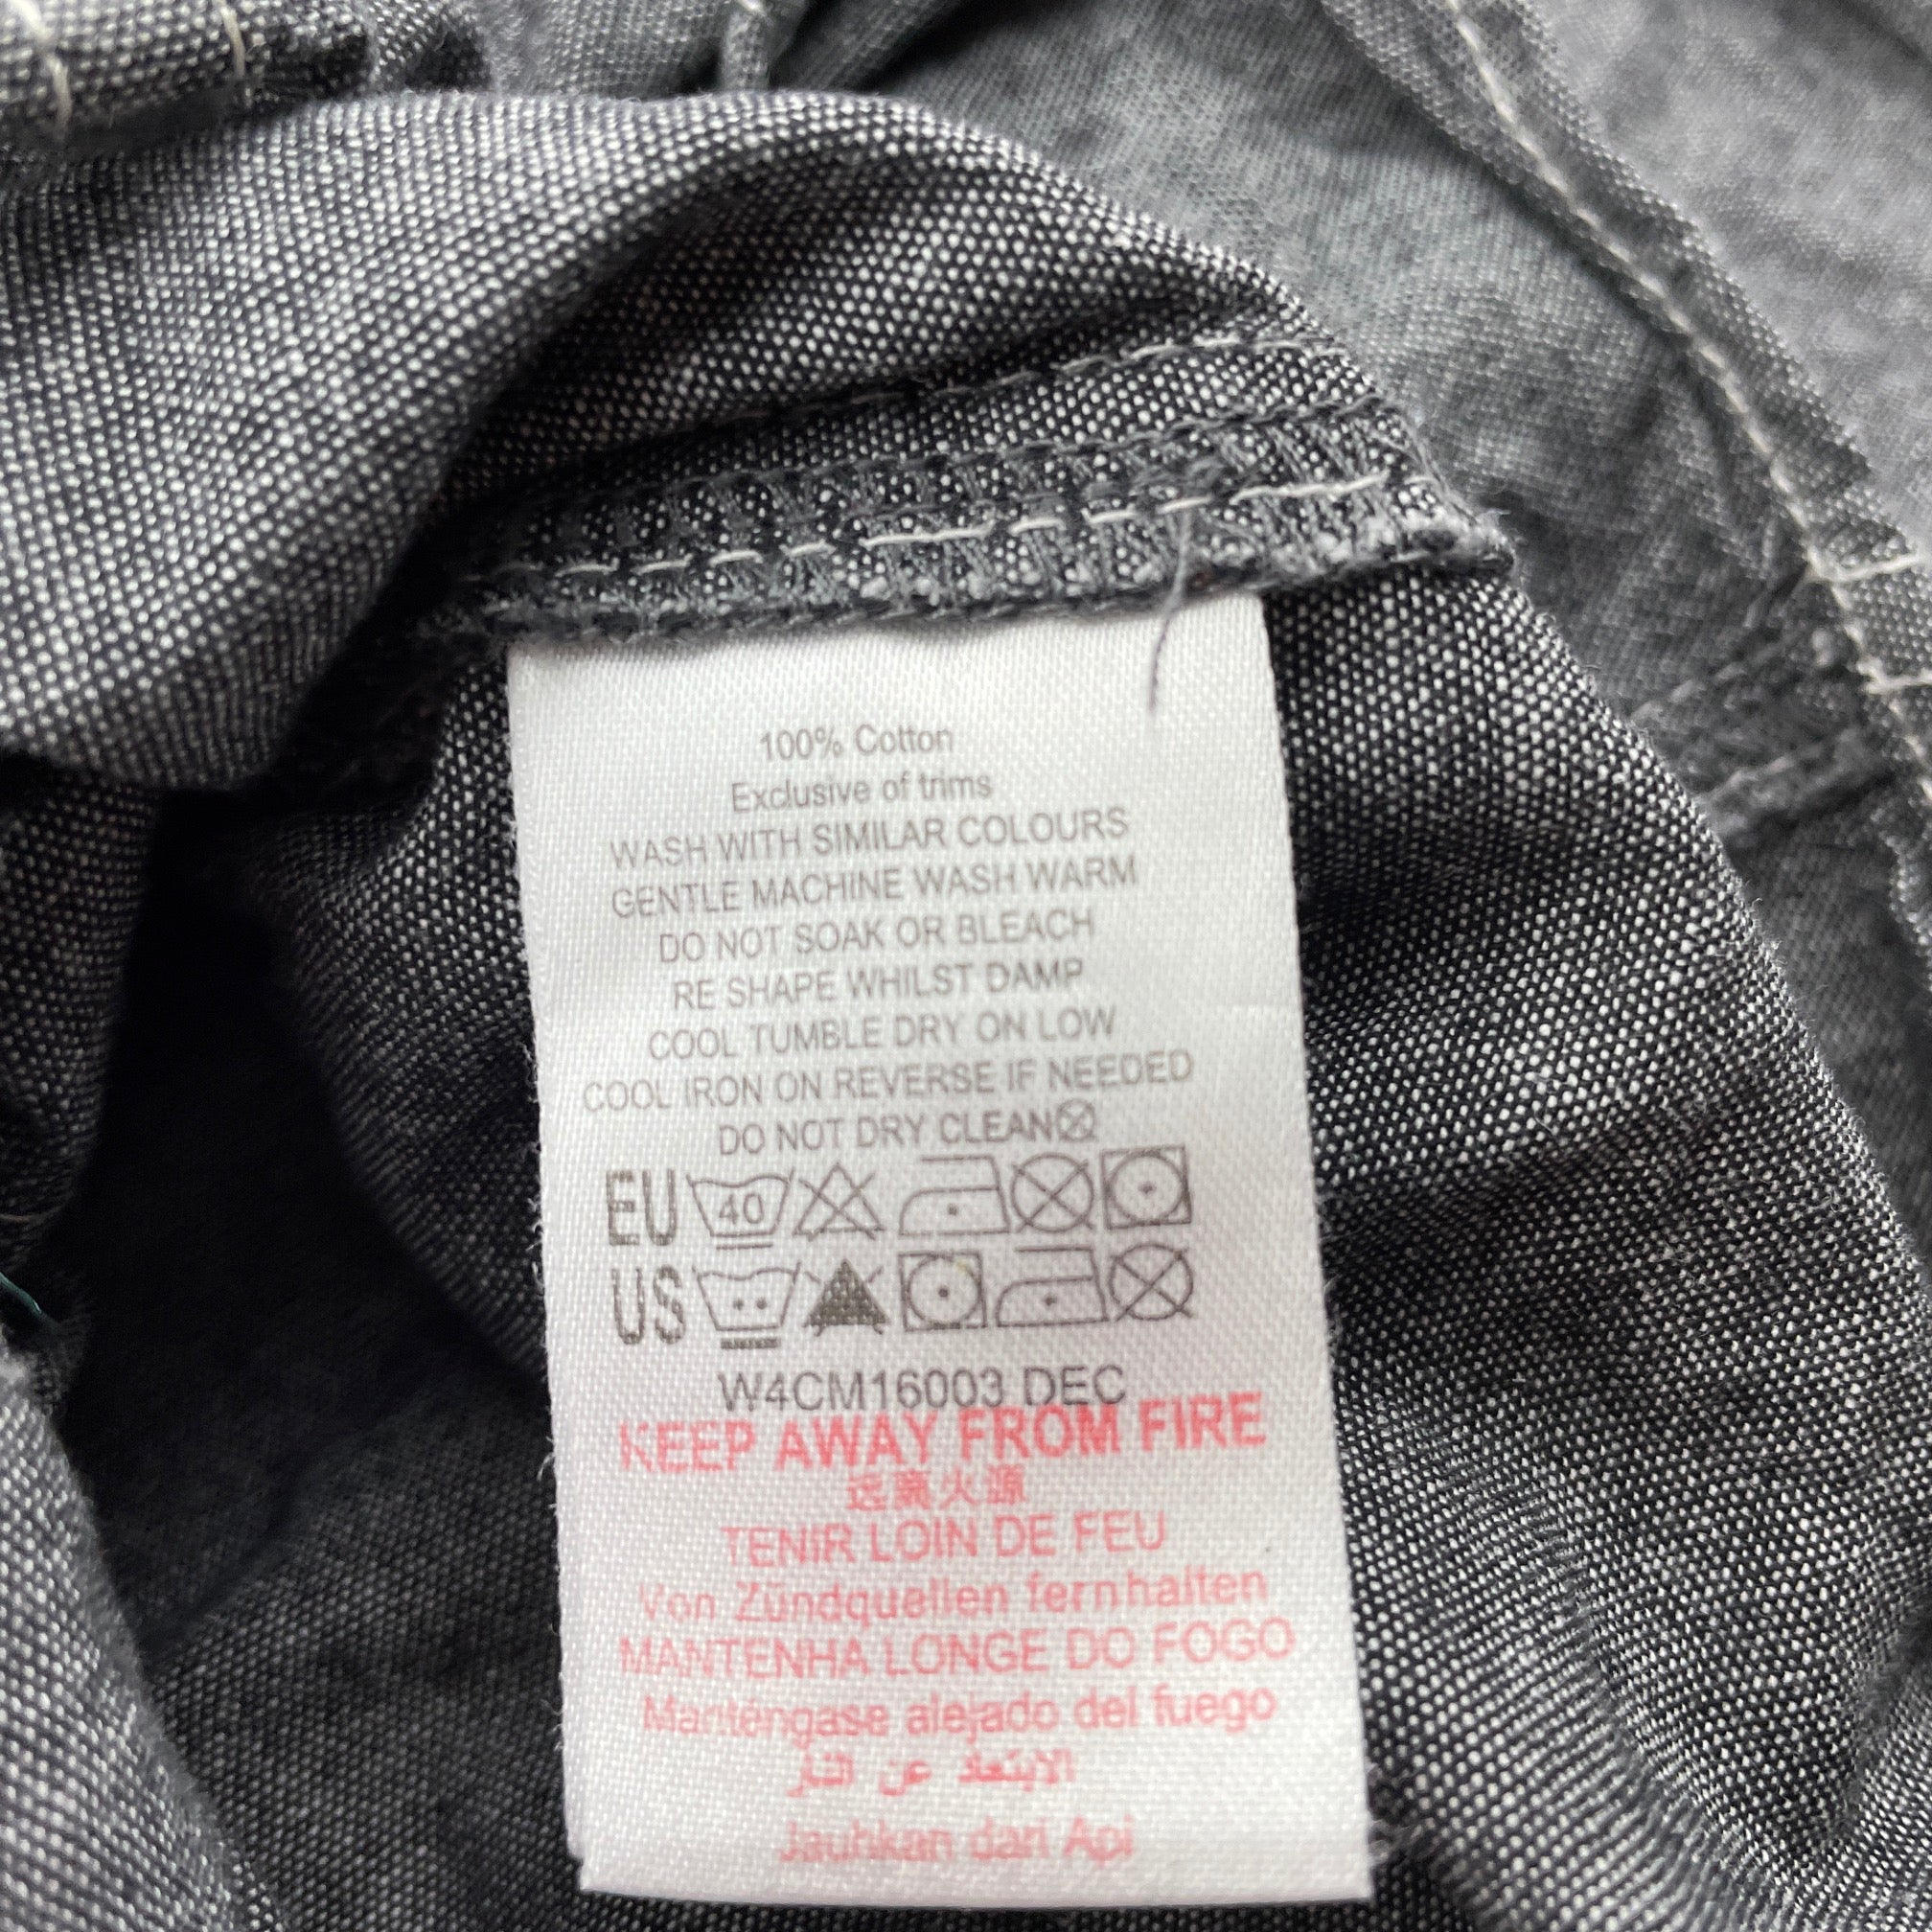 100% Cotton
Exclusive of trims
WASH WITH SIMILAR COLOURS
GENTLE MACHINE WASH WARM
DO NOT SOAK OR BLEACH
RE SHAPE WHILST DAMP
COOL TUMBLE DRY ON LOW
COOL IRON ON REVERSE IF NEEDED
DO NOT DRY CLEAN
EU 40
US
W4CM16003 DEC
KEEP AWAY FROM FIRE
远离火源
TENIR LOIN DE FEU
Von Zündquellen fernhalten
MANTENHA LONGE DO FOGO
Manténgase alejado del fuego
الابتعاد عن النار
Jauhkan dari Api